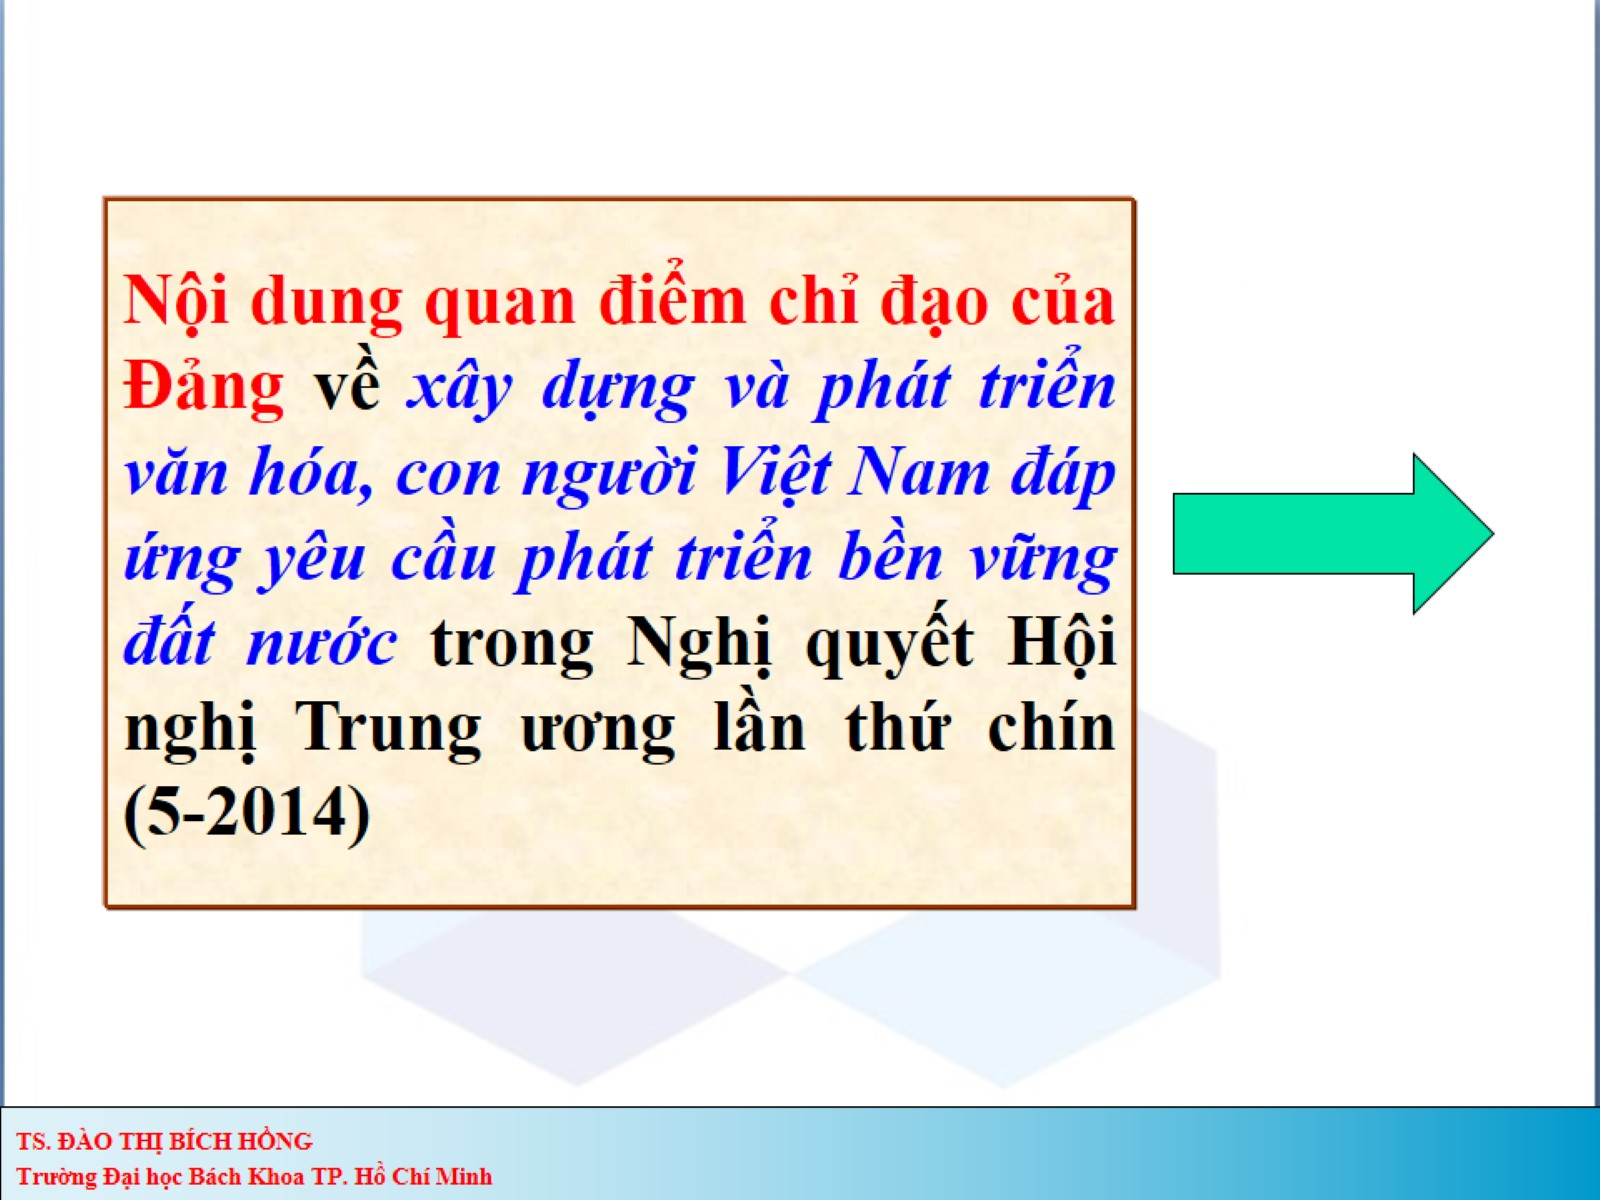 Nội dung quan điểm chỉ đạo của
Đảng về xây dựng và phát triển
văn hóa, con người Việt Nam đáp
ứng yêu cầu phát triển bền vững
đất nước trong Nghị quyết Hội
nghị Trung ương lần thứ chín
(5-2014)
TS. ĐÀO THỊ BÍCH HỒNG
Trường Đại học Bách Khoa TP. Hồ Chí Minh